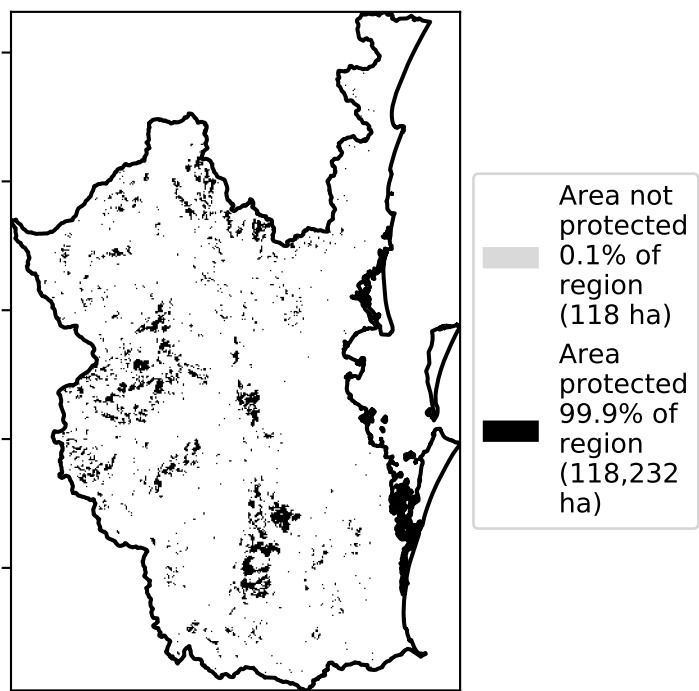 Area not
protected
0.1% of
region
(118 ha)
Area
protected
99.9% of
region
(118,232
ha)